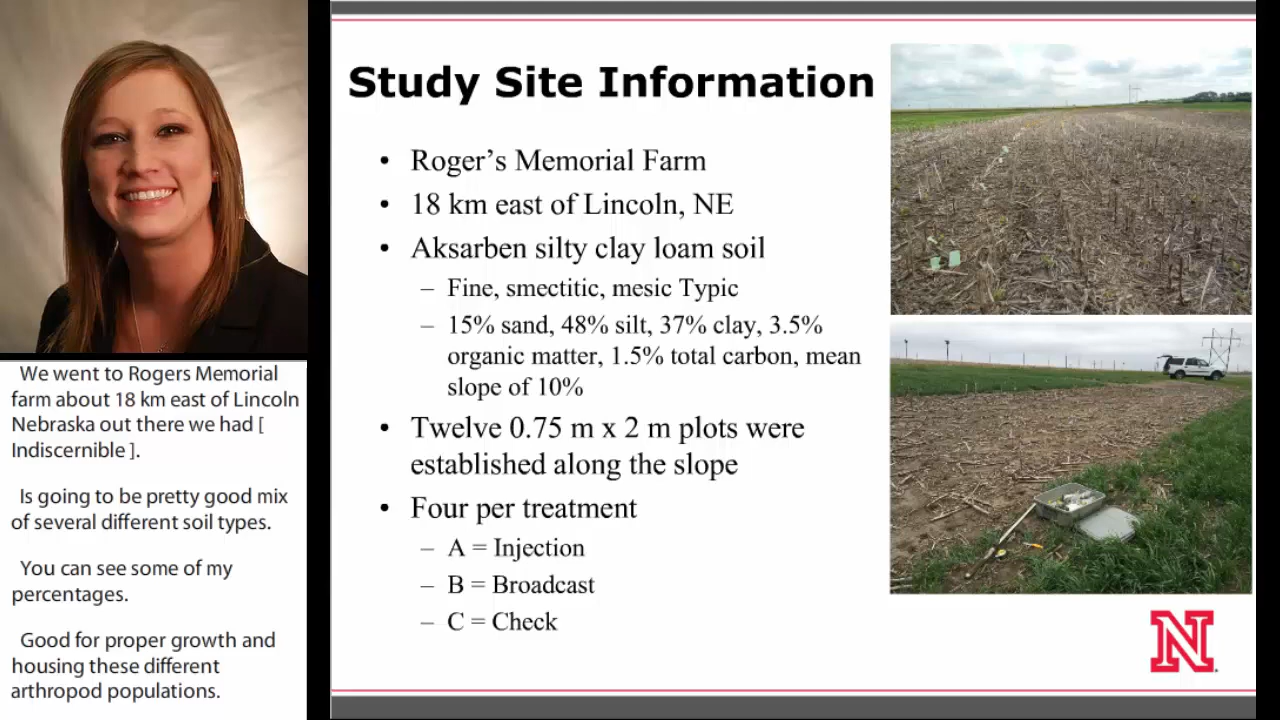 Study Site Information
• Roger’s Memorial Farm
• 18 km east of Lincoln, NE
• Aksarben silty clay loam soil
– Fine, smectitic, mesic Typic
– 15% sand, 48% silt, 37% clay, 3.5%
organic matter, 1.5% total carbon, mean
slope of 10%
• Twelve 0.75 m x 2 m plots were
established along the slope
• Four per treatment
– A = Injection
– B = Broadcast
– C = Check
N
We went to Rogers Memorial
farm about 18 km east of Lincoln
Nebraska out there we had [
Indiscernible ].
Is going to be pretty good mix
of several different soil types.
You can see some of my
percentages.
Good for proper growth and
housing these different
arthropod populations.